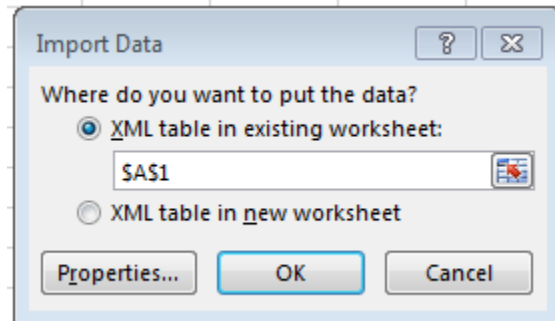 Import Data
?
Where do you want to put the data?
XML table in existing worksheet:
$A$1
XML table in new worksheet
Properties... OK Cancel